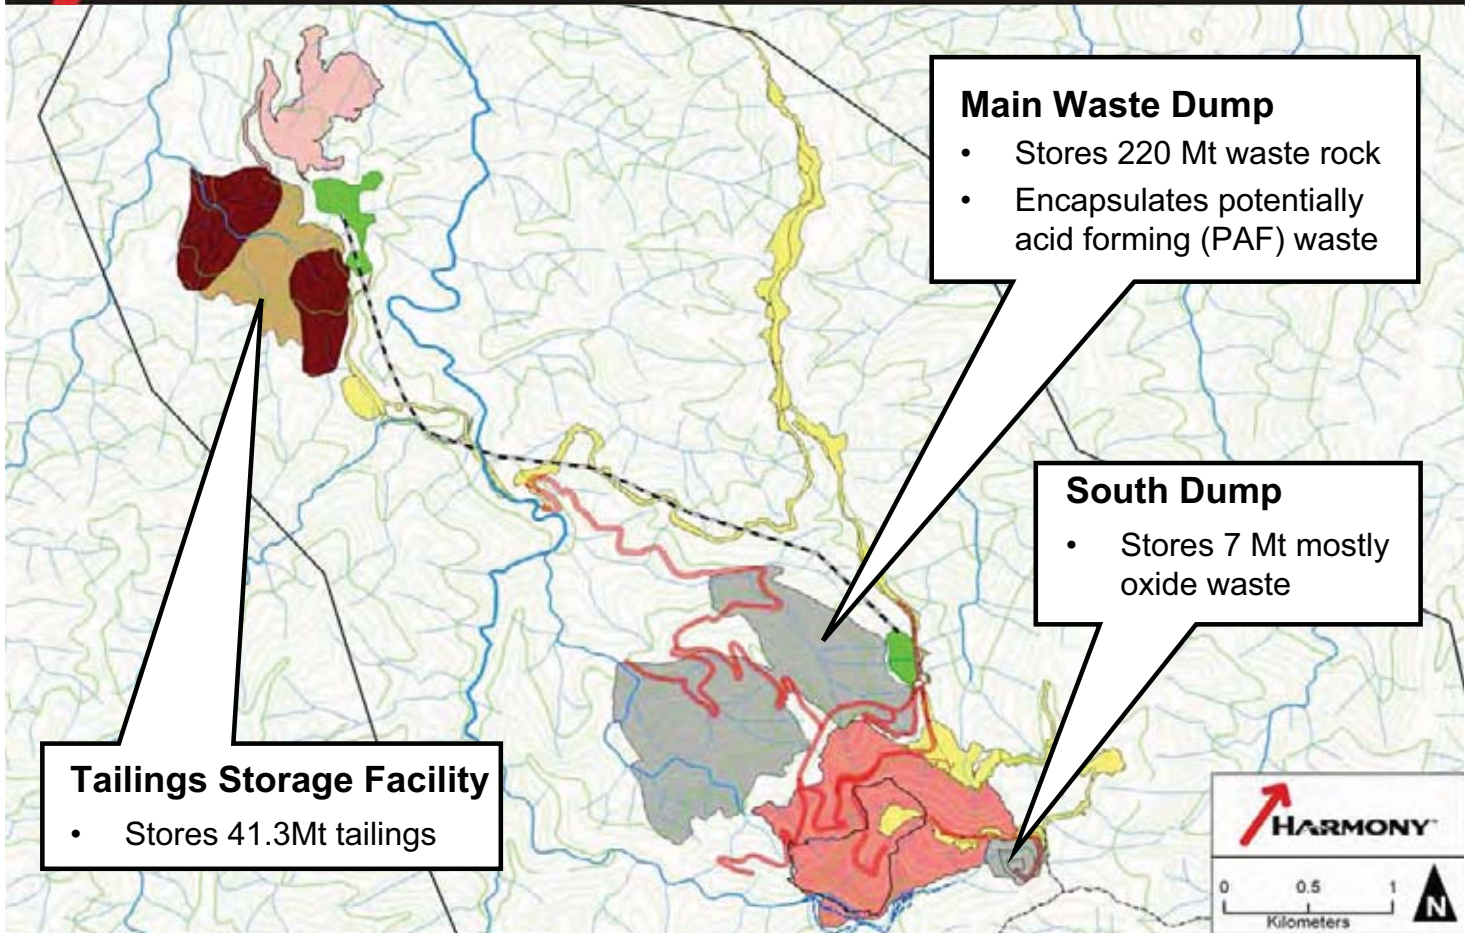 Main Waste Dump
• Stores 220 Mt waste rock
• Encapsulates potentially
acid forming (PAF) waste
South Dump
• Stores 7 Mt mostly
oxide waste
Tailings Storage Facility
• Stores 41.3Mt tailings
HARMONY
0 0.5 1
Kilometers
N